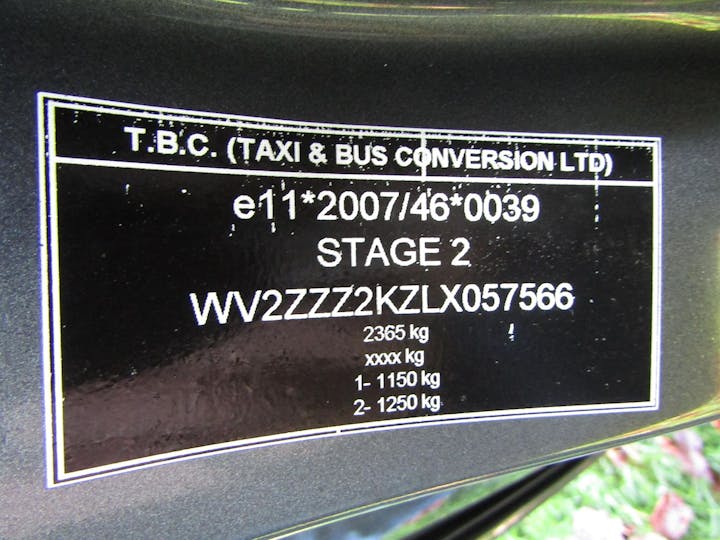 T.B.C. (TAXI & BUS CONVERSION LTD)
e11*2007/46*0039
STAGE 2
WV2ZZZ2KZLX057566
2365 kg
xxxx kg
1- 1150 kg
2- 1250 kg